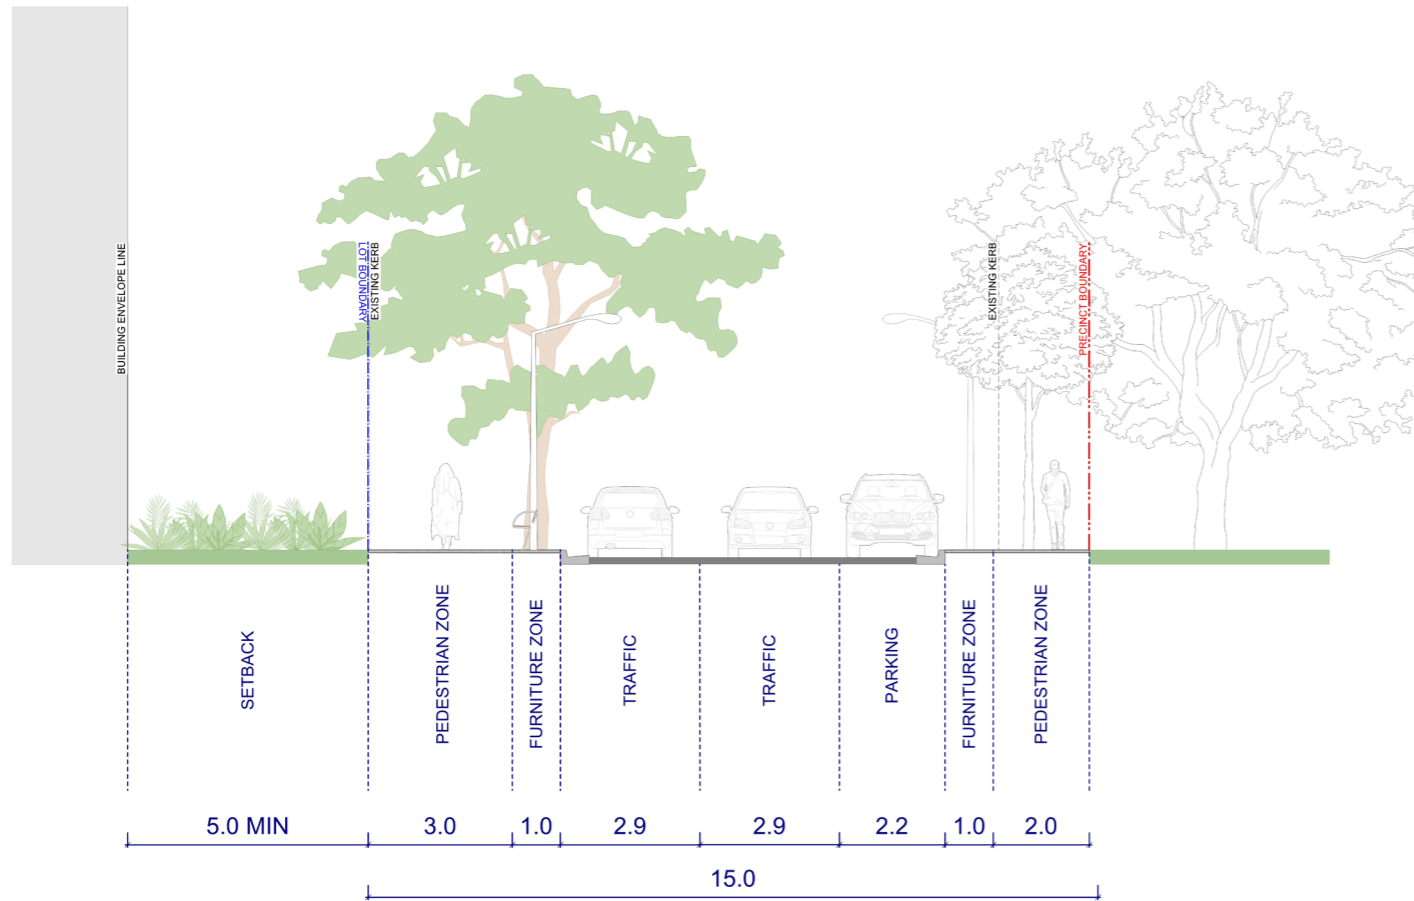 BUILDING ENVELOPE LINE
LOT BOUNDARY
EXISTING KERB
EXISTING KERB
PRECINCT BOUNDARY
SETBACK
PEDESTRIAN ZONE
FURNITURE ZONE
TRAFFIC
TRAFFIC
PARKING
FURNITURE ZONE
PEDESTRIAN ZONE
5.0 MIN
3.0
1.0
2.9
2.9
2.2
1.0
2.0
15.0